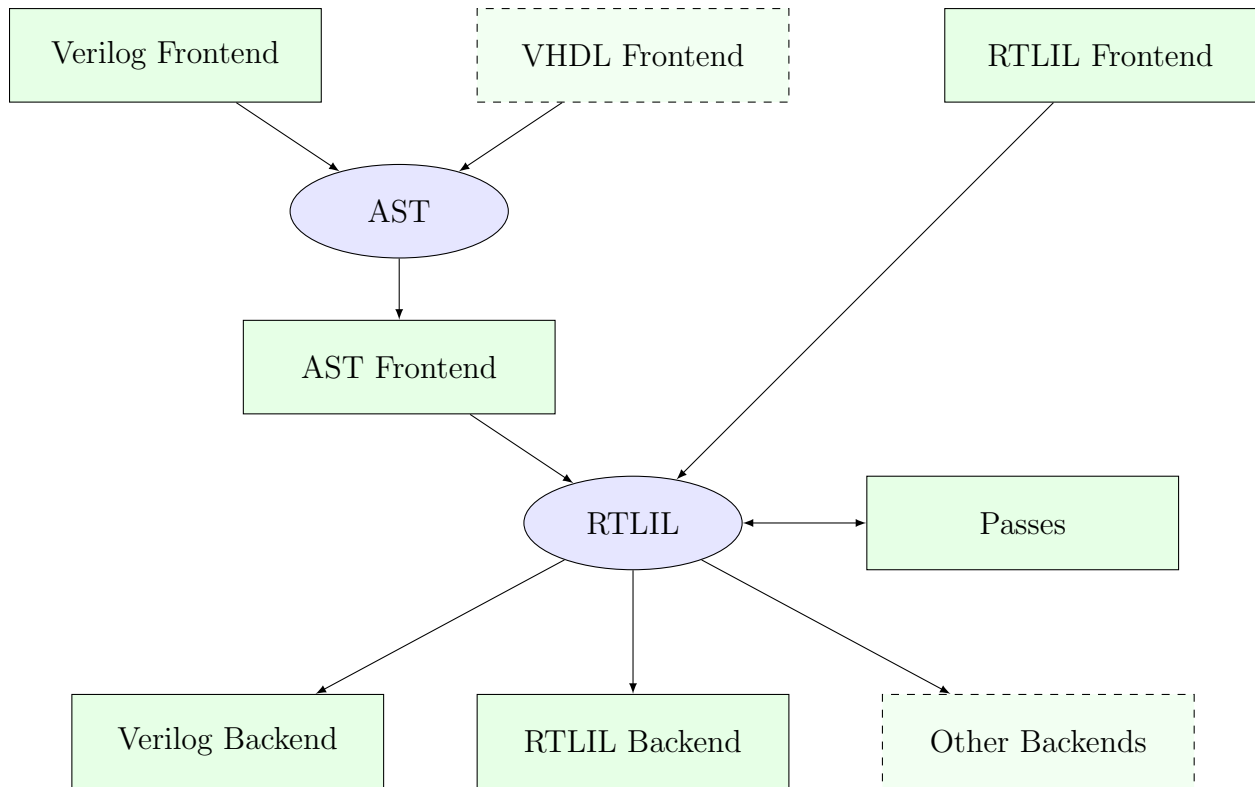 Verilog Frontend
VHDL Frontend
RTLIL Frontend
AST
AST Frontend
RTLIL
Passes
Verilog Backend
RTLIL Backend
Other Backends